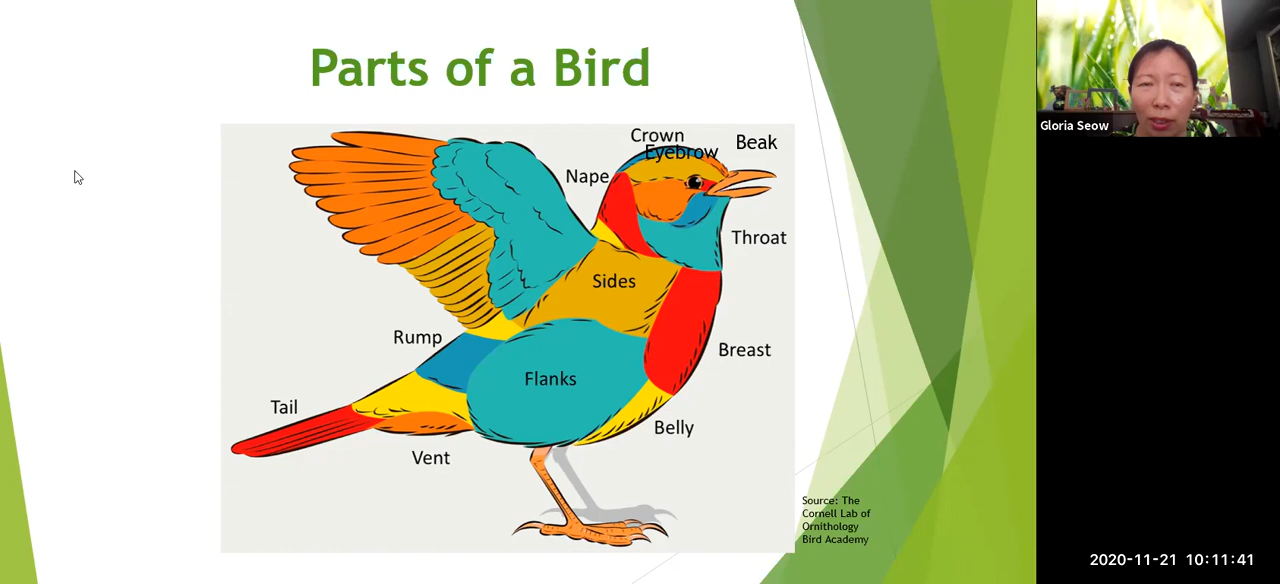 Parts of a Bird
Crown
Eyebrow
Beak
Nape
Throat
Sides
Rump
Breast
Flanks
Tail
Belly
Vent
Source: The
Cornell Lab of
Ornithology
Bird Academy
Gloria Seow
2020-11-21 10:11:41